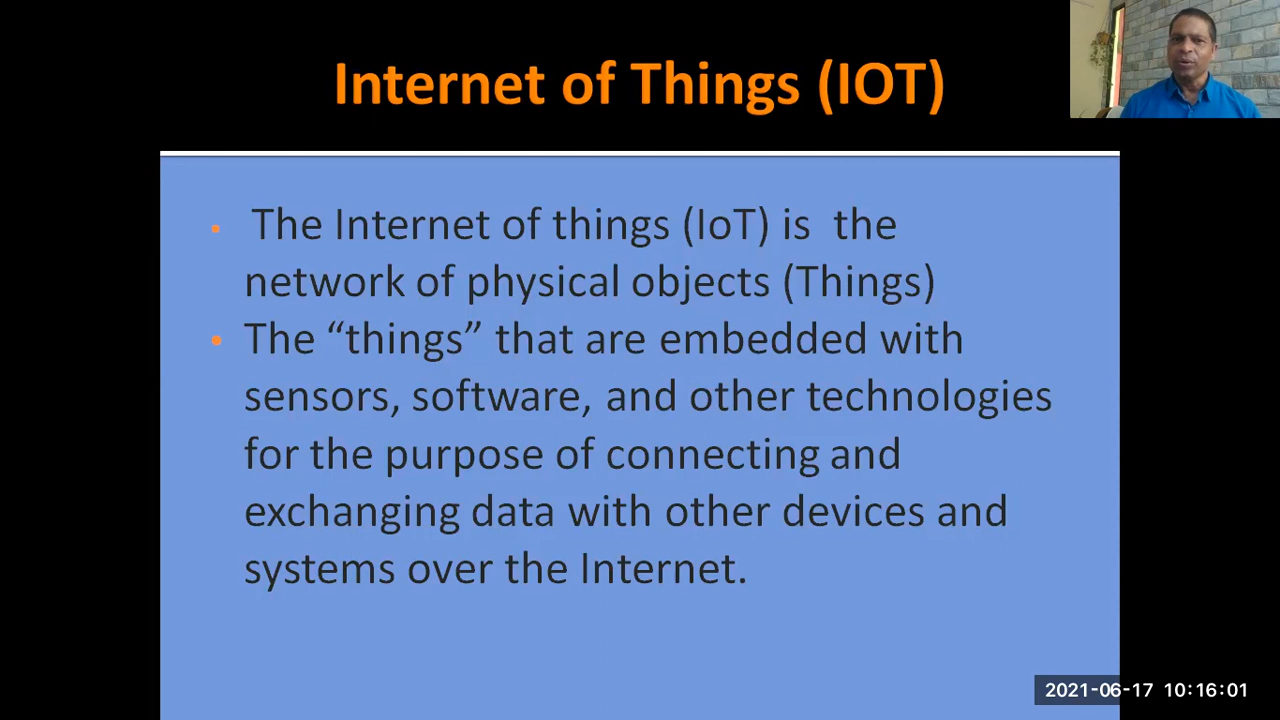 Internet of Things (IOT)
The Internet of things (IoT) is the
network of physical objects (Things)
The “things” that are embedded with
sensors, software, and other technologies
for the purpose of connecting and
exchanging data with other devices and
systems over the Internet.
2021-06-17 10:16:01